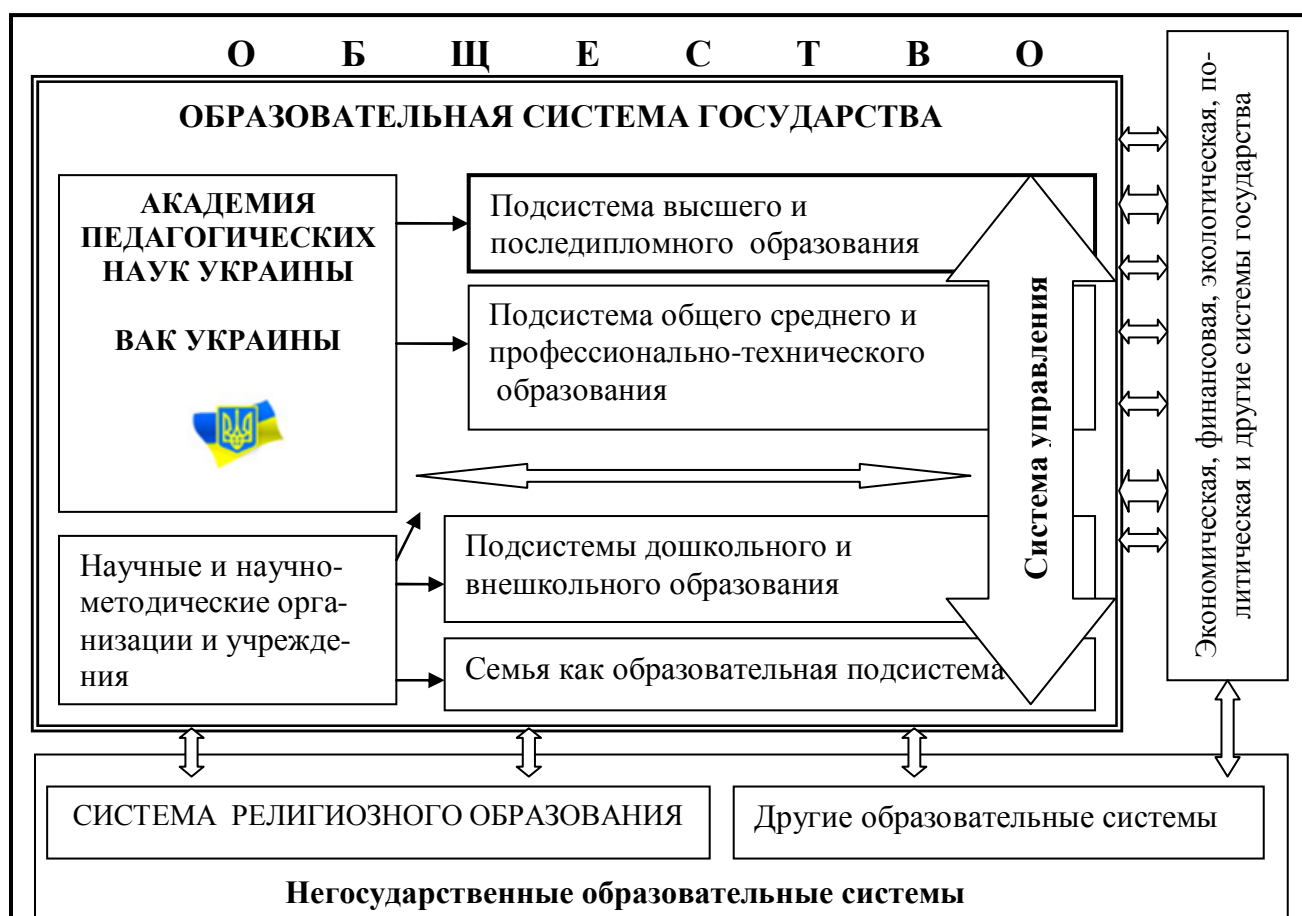 О Б Щ Е С Т В О
ОБРАЗОВАТЕЛЬНАЯ СИСТЕМА ГОСУДАРСТВА
АКАДЕМИЯ
ПЕДАГОГИЧЕСКИХ
НАУК УКРАИНЫ
ВАК УКРАИНЫ
Подсистема высшего и
последипломного образования
Подсистема общего среднего и
профессионально-технического
образования
Научные и научно-
методические орга-
низации и учрежде-
ния
Подсистемы дошкольного и
внешкольного образования
Семья как образовательная подсистема
Система управления
Экономическая, финансовая, экологическая, по-
литическая и другие системы государства
СИСТЕМА РЕЛИГИОЗНОГО ОБРАЗОВАНИЯ
Другие образовательные системы
Негосударственные образовательные системы